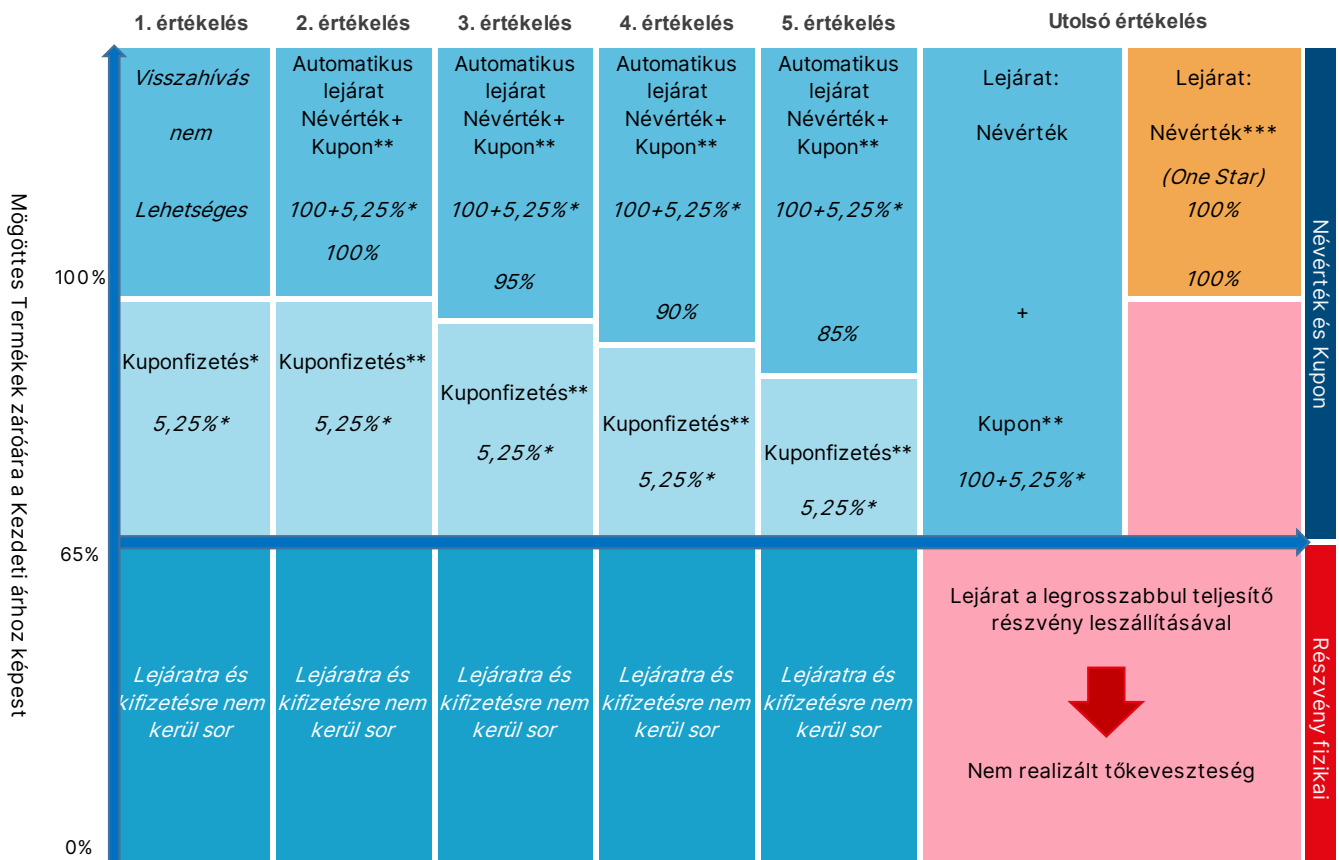 1. értékelés
2. értékelés
3. értékelés
4. értékelés
5. értékelés
Utolsó értékelés
Mögöttes Termékek záróára a Kezdeti árhoz képest
100%
65%
0%
Visszahívás
nem
Lehetséges
Kuponfizetés*
5,25%*
Lejáratra és
kifizetésre nem
kerül sor
Automatikus
lejárat
Névérték+
Kupon**
100+5,25%*
100%
Kuponfizetés**
5,25%*
Lejáratra és
kifizetésre nem
kerül sor
Automatikus
lejárat
Névérték+
Kupon**
100+5,25%*
95%
Kuponfizetés**
5,25%*
Lejáratra és
kifizetésre nem
kerül sor
Automatikus
lejárat
Névérték+
Kupon**
100+5,25%*
90%
Kuponfizetés**
5,25%*
Lejáratra és
kifizetésre nem
kerül sor
Automatikus
lejárat
Névérték+
Kupon**
100+5,25%*
85%
Kuponfizetés**
5,25%*
Lejáratra és
kifizetésre nem
kerül sor
Lejárat:
Névérték
+
Kupon**
100+5,25%*
Lejárat:
Névérték***
(One Star)
100%
100%
Lejárat a legrosszabbul teljesítő
részvény leszállításával
Nem realizált tőkeveszteség
Névérték és Kupon
Részvény fizikai